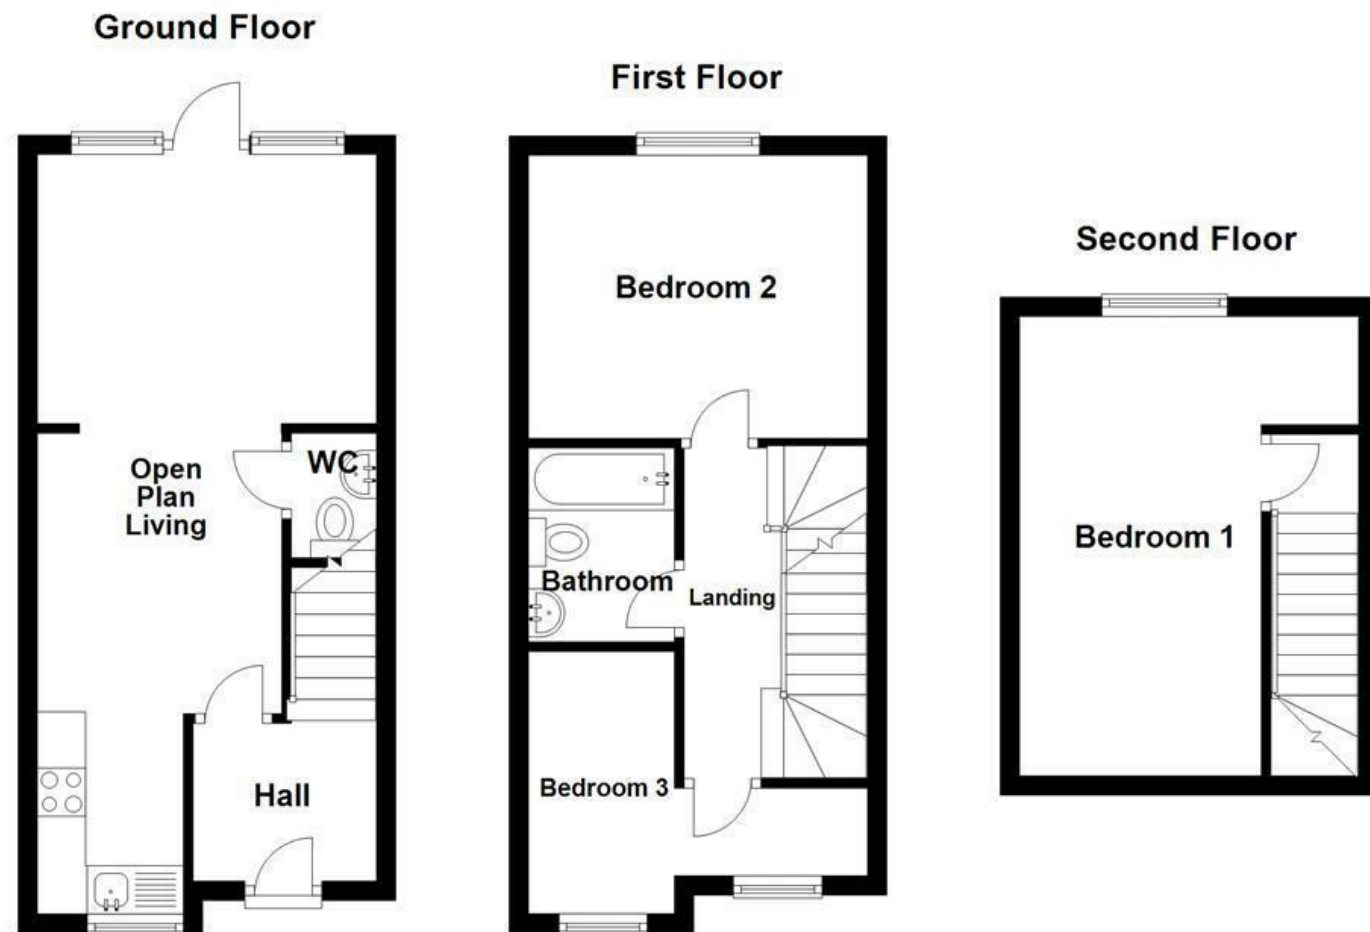 Ground Floor
WC
Open
Plan
Living
Hall
First Floor
Bedroom 2
Bathroom
Landing
Bedroom 3
Second Floor
Bedroom 1